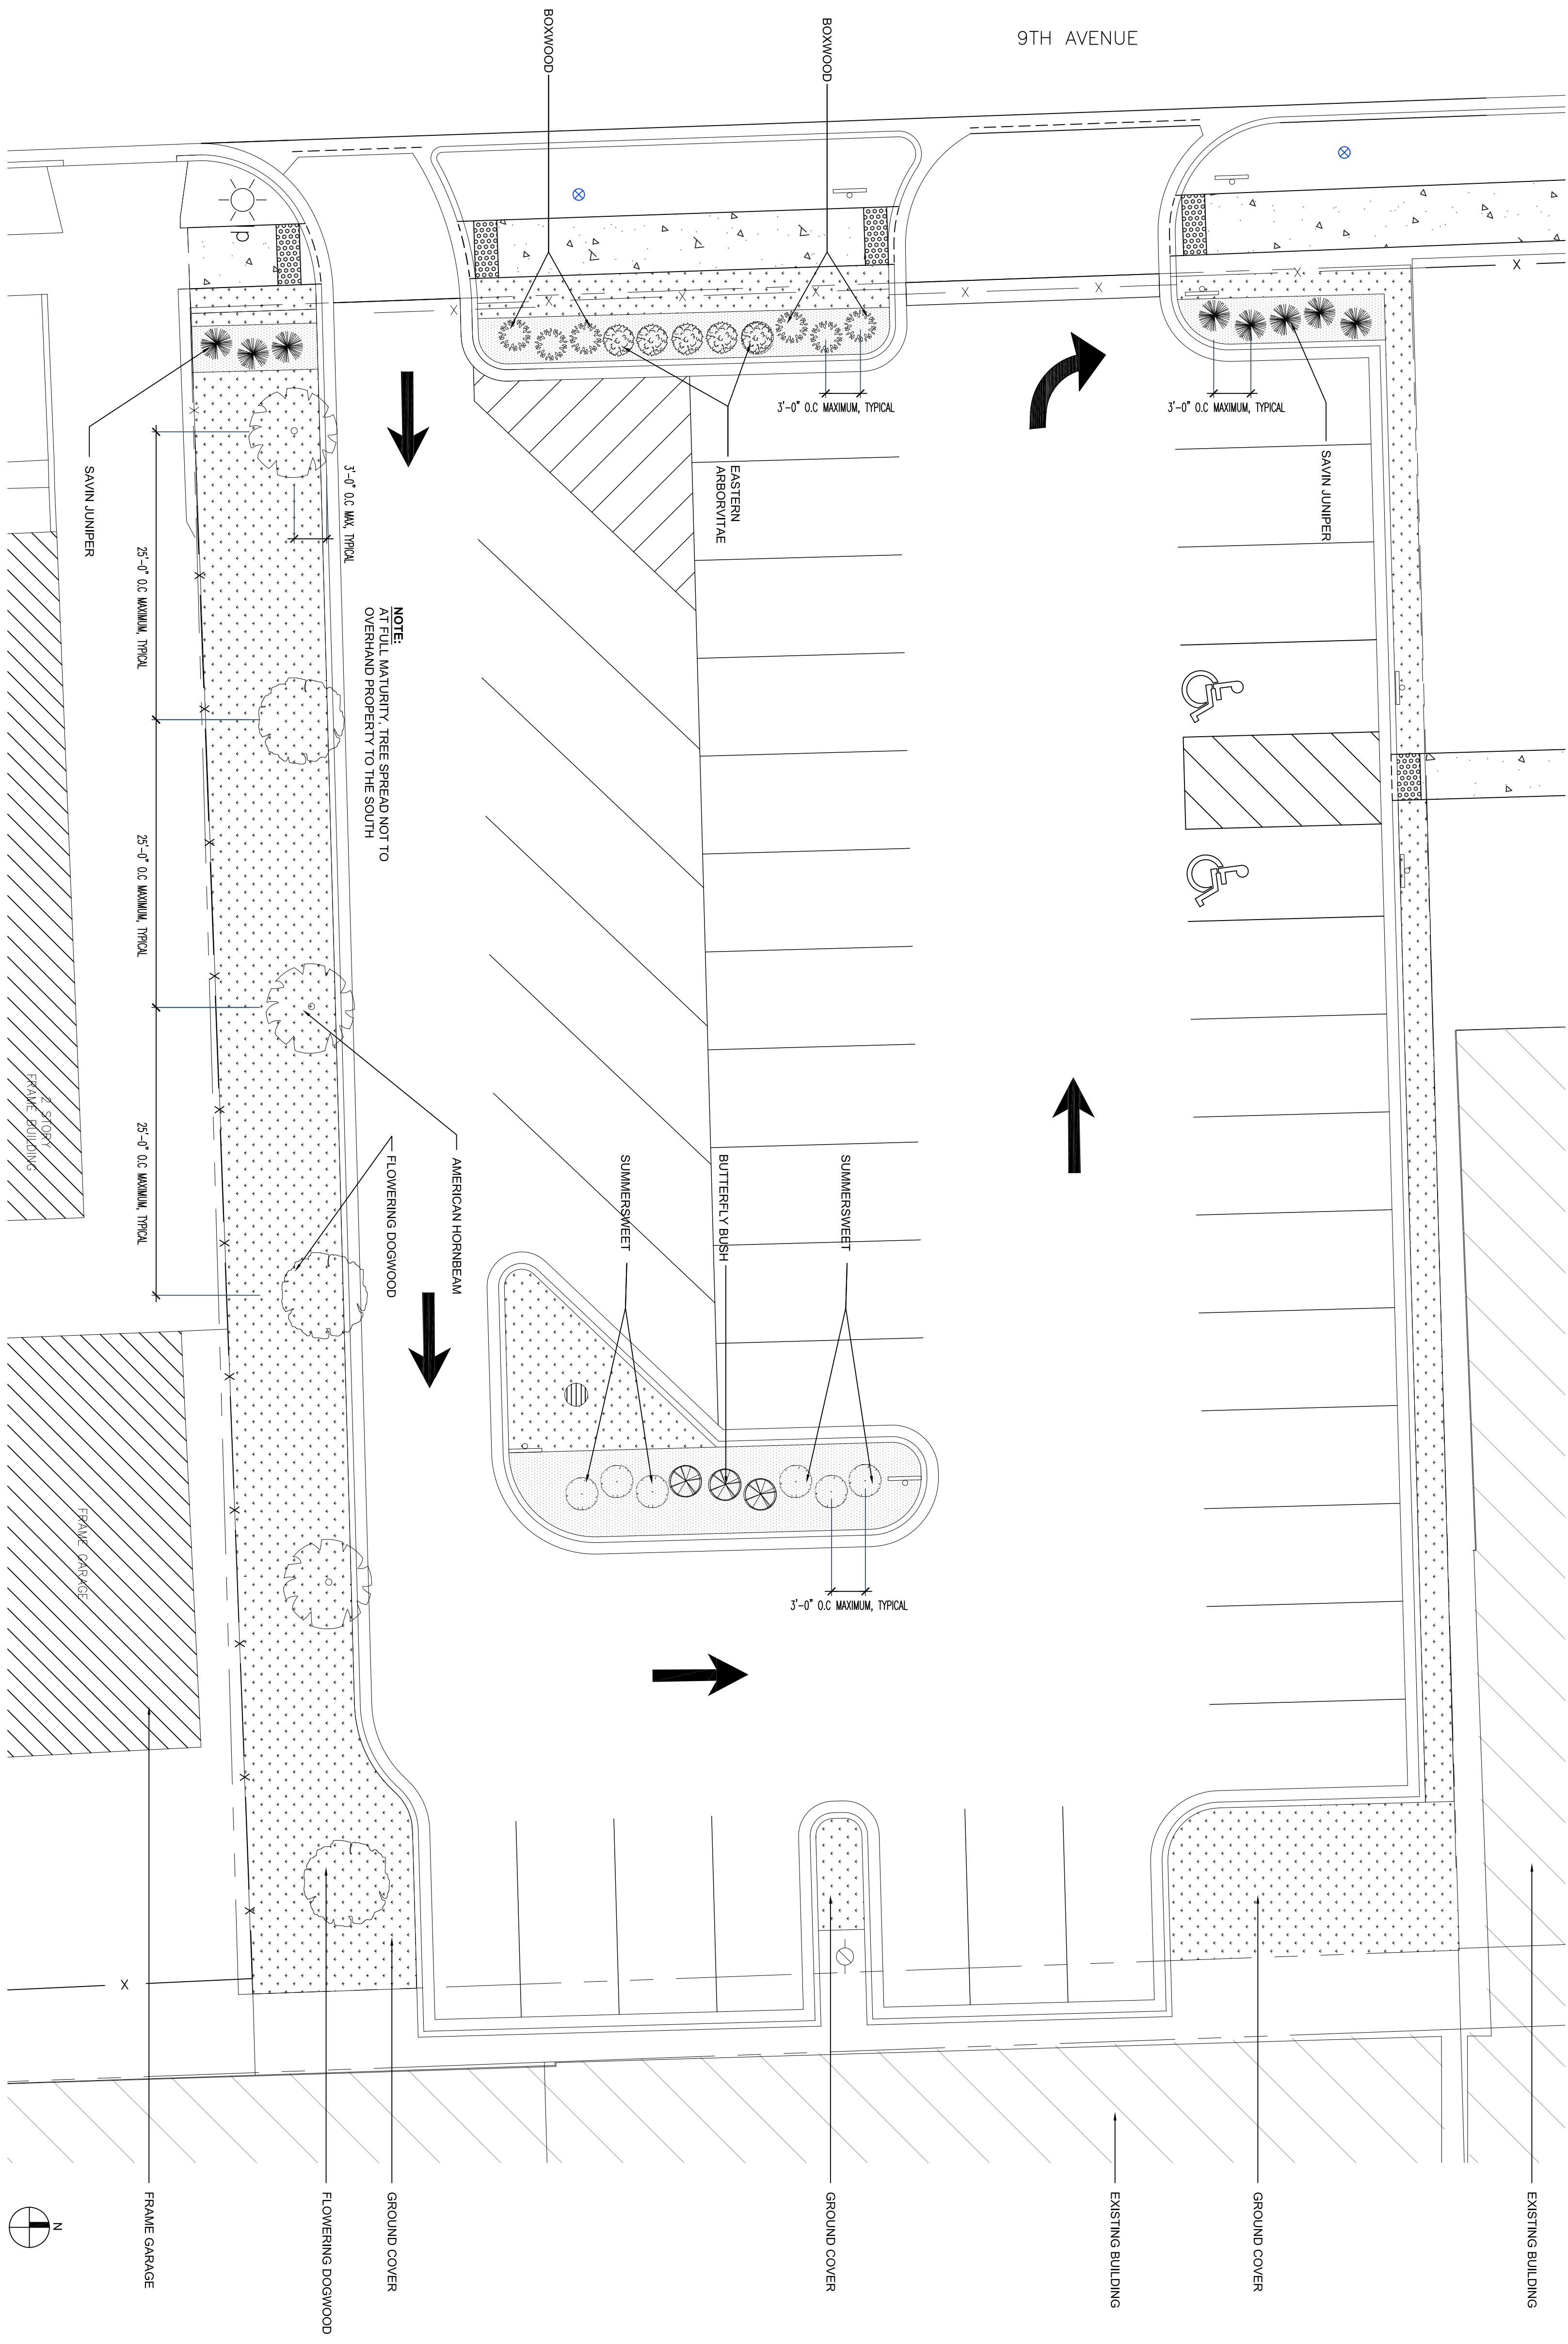 9TH AVENUE
BOXWOOD
BOXWOOD
3'-0" O.C MAXIMUM, TYPICAL
3'-0" O.C MAXIMUM, TYPICAL
EASTERN
ARBORVITAE
SAVIN JUNIPER
SAVIN JUNIPER
3'-0" O.C MAX, TYPICAL
25'-0" O.C MAXIMUM, TYPICAL
NOTE:
AT FULL MATURITY, TREE SPREAD NOT TO
OVERHAND PROPERTY TO THE SOUTH
25'-0" O.C MAXIMUM, TYPICAL
25'-0" O.C MAXIMUM, TYPICAL
2 STORY
FRAME BUILDING
FLOWERING DOGWOOD
AMERICAN HORNBEAM
SUMMERSWEET
BUTTERFLY BUSH
SUMMERSWEET
3'-0" O.C MAXIMUM, TYPICAL
FRAME GARAGE
FRAME GARAGE
FLOWERING DOGWOOD
GROUND COVER
GROUND COVER
EXISTING BUILDING
GROUND COVER
EXISTING BUILDING
N